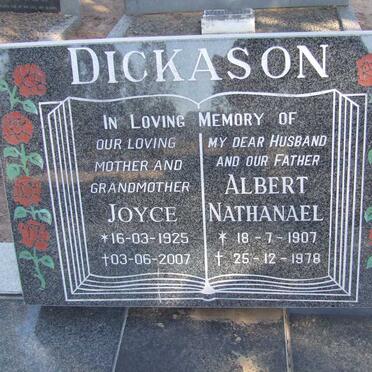 DICKASON
IN LOVING MEMORY OF
OUR LOVING
MOTHER AND
GRANDMOTHER
JOYCE
*16-03-1925
†03-06-2007
MY DEAR HUSBAND
AND OUR FATHER
ALBERT
NATHANAEL
* 18-7-1907
† 25-12-1978